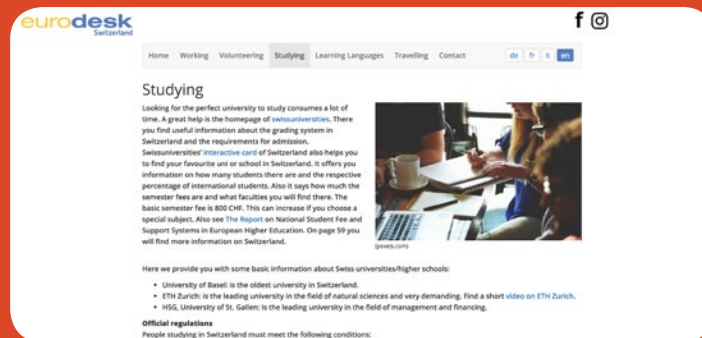 eurodesk
Switzerland
f
Home Working Volunteering Studying Learning Languages Travelling Contact de fr it en
Studying
Looking for the perfect university to study consumes a lot of
time. A great help is the homepage of swissuniversities. There
you find useful information about the grading system in
Switzerland and the requirements for admission.
Swissuniversities' interactive card of Switzerland also helps you
to find your favourite uni or school in Switzerland. It offers you
information on how many students there are and the respective
percentage of international students. Also it says how much the
semester fees are and what faculties you will find there. The
basic semester fee is 800 CHF. This can increase if you choose a
special subject. Also see The Report on National Student Fee and
Support Systems in European Higher Education. On page 59 you
will find more information on Switzerland.
(pexels.com)
Here we provide you with some basic information about Swiss universities/higher schools:
• University of Basel: is the oldest university in Switzerland.
• ETH Zurich: is the leading university in the field of natural sciences and very demanding. Find a short video on ETH Zurich.
• HSG, University of St. Gallen: is the leading university in the field of management and financing.
Official regulations
People studying in Switzerland must meet the following conditions: